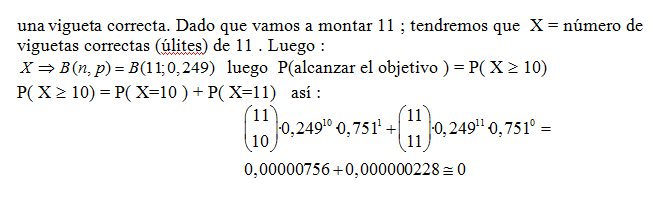 una vigueta correcta. Dado que vamos a montar 11 ; tendremos que X = número de
viguetas correctas (úlites) de 11 . Luego :
X ⇒ B(n, p) = B(11;0,249) luego P(alcanzar el objetivo ) = P( X ≥ 10)
P( X ≥ 10) = P( X=10 ) + P( X=11) así :
(11 10)·0,249¹⁰·0,751¹ + (11 11)·0,249¹¹·0,751⁰ =
0,00000756 + 0,000000228 ≅ 0